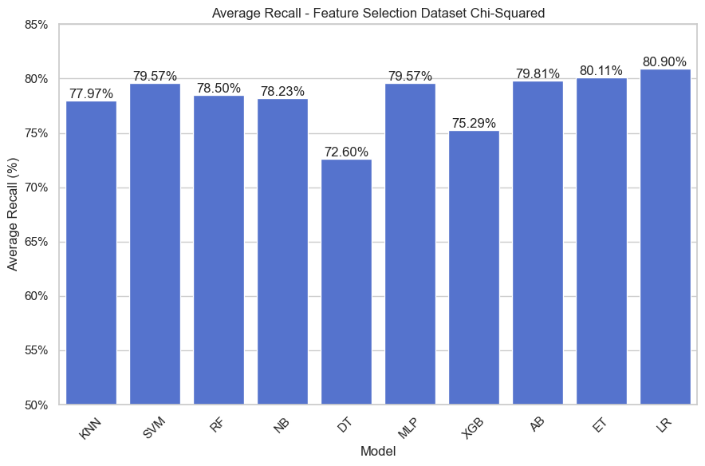 Average Recall - Feature Selection Dataset Chi-Squared
85%
80%
75%
70%
65%
60%
55%
50%
Average Recall (%)
77.97%
79.57%
78.50%
78.23%
72.60%
79.57%
75.29%
79.81%
80.11%
80.90%
KNN
SVM
RF
NB
DT
MLP
XGB
AB
ET
LR
Model